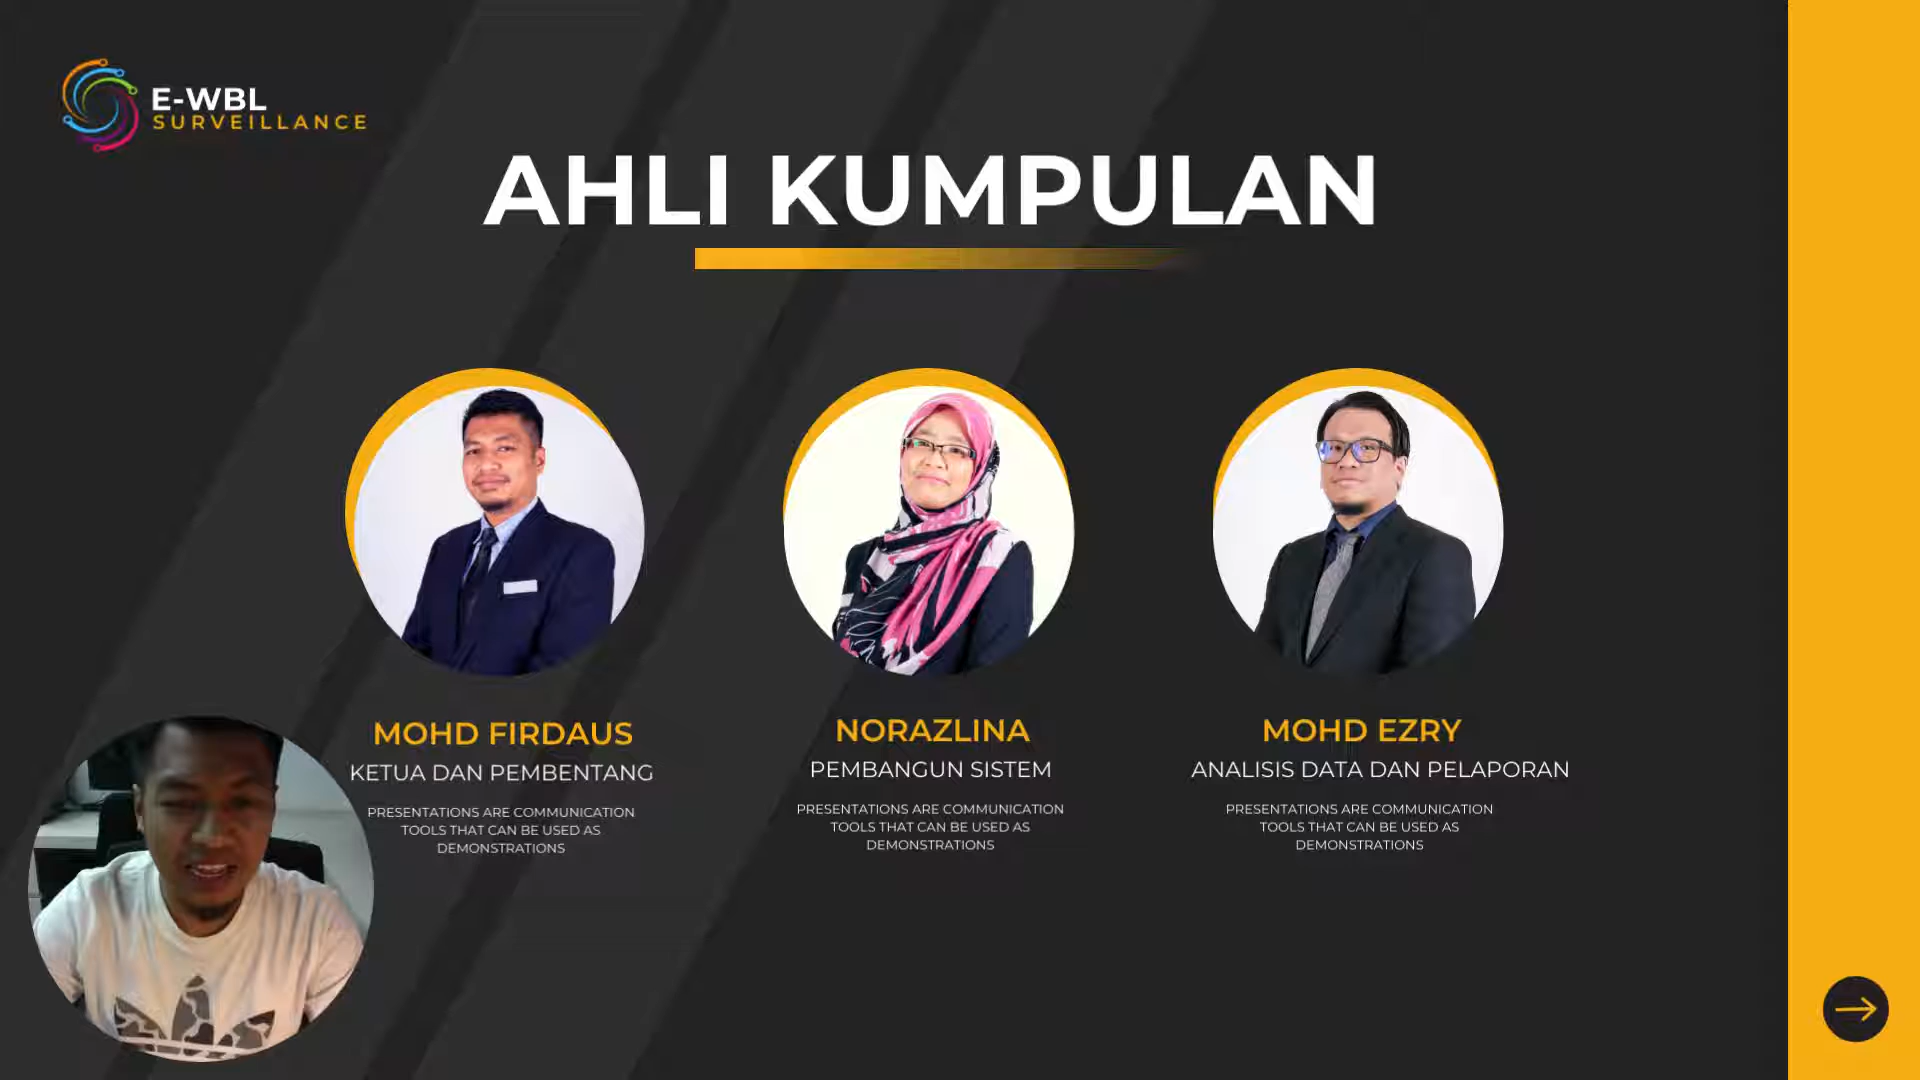 E-WBL
SURVEILLANCE
AHLI KUMPULAN
MOHD FIRDAUS
KETUA DAN PEMBENTANG
PRESENTATIONS ARE COMMUNICATION
TOOLS THAT CAN BE USED AS
DEMONSTRATIONS
NORAZLINA
PEMBANGUN SISTEM
PRESENTATIONS ARE COMMUNICATION
TOOLS THAT CAN BE USED AS
DEMONSTRATIONS
MOHD EZRY
ANALISIS DATA DAN PELAPORAN
PRESENTATIONS ARE COMMUNICATION
TOOLS THAT CAN BE USED AS
DEMONSTRATIONS